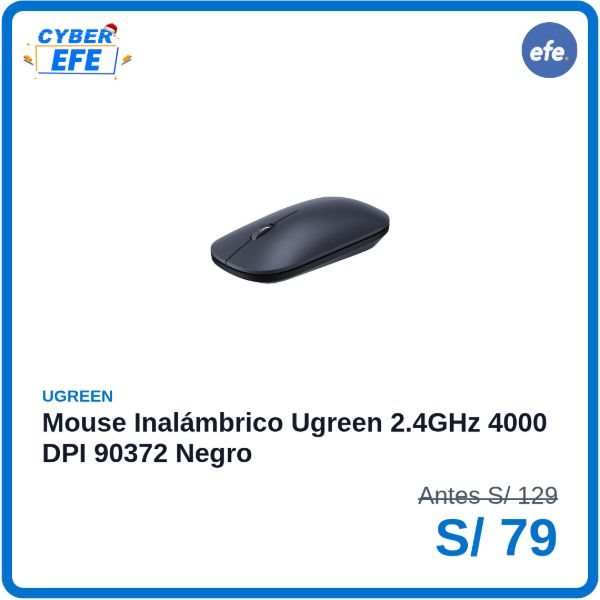 CYBER
EFE
efe.
UGREEN
Mouse Inalámbrico Ugreen 2.4GHz 4000
DPI 90372 Negro
Antes S/ 129
S/ 79